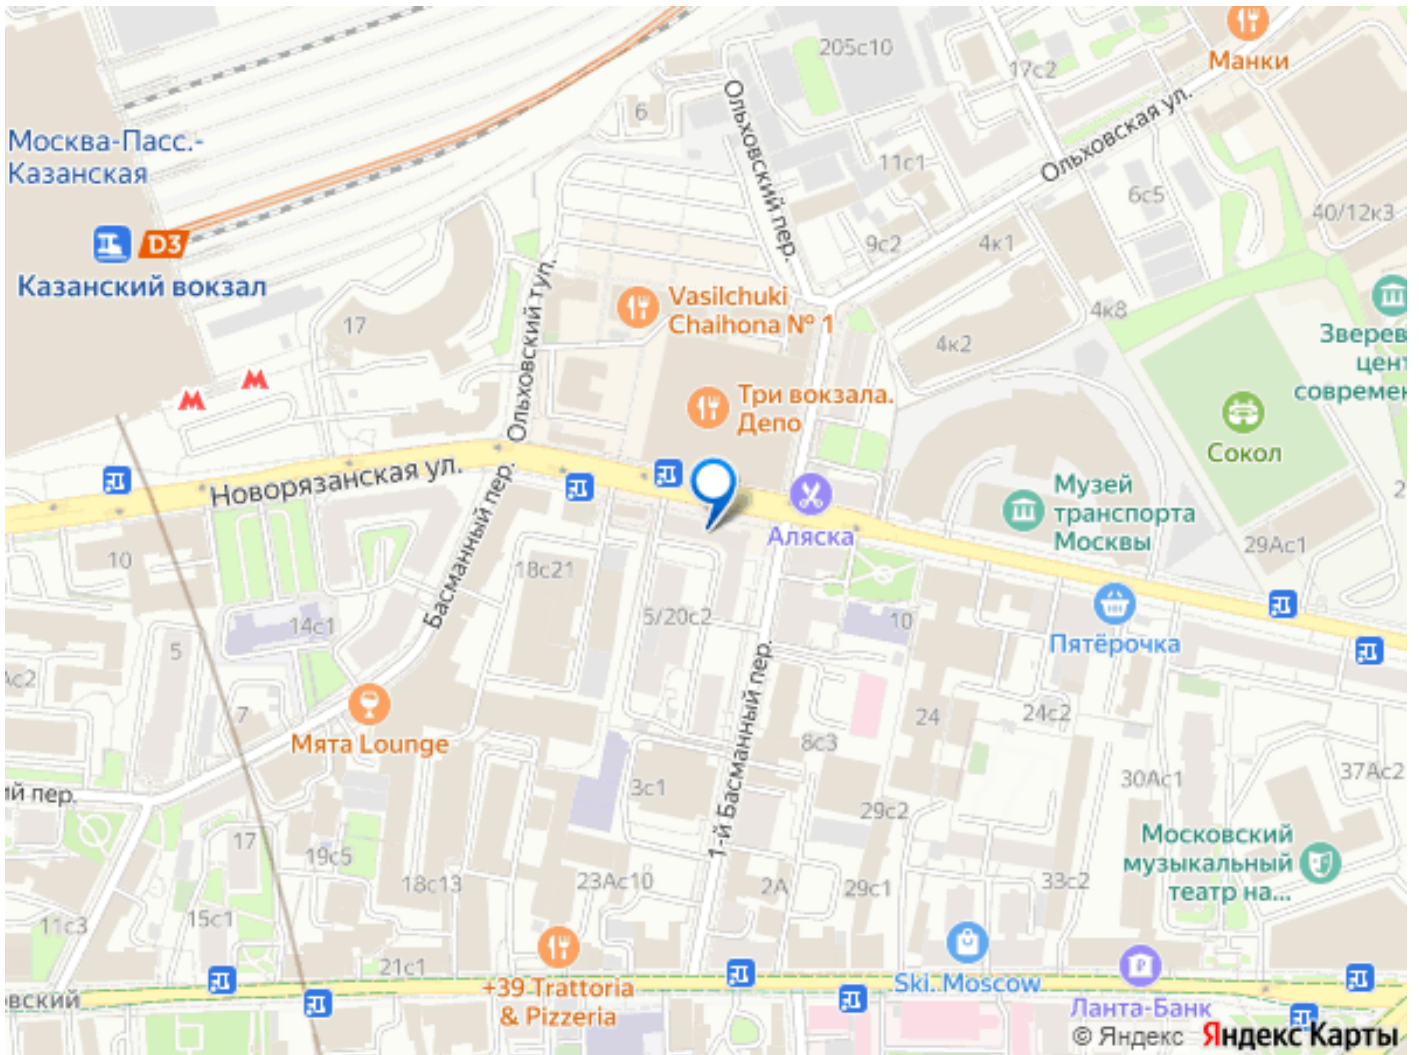 205с10
Манки
17с2
6
Москва-Пасс.-
Казанская
Ольховский пер.
11с1
Ольховская ул.
6с5
40/12к3
D3
9с2
4к1
Казанский вокзал
Ольховский туп.
Vasilchuki
Chaihona № 1
17
4к8
4к2
Зверев
цент
современ
Три вокзала.
Депо
Сокол
Новорязанская ул.
Басманный пер.
Аляска
Музей
транспорта
Москвы
29Ас1
10
18с21
14с1
5/20с2
10
Пятёрочка
5
7
Мята Lounge
1-й Басманный пер.
24
24с2
8с3
30Ас1
37Ас2
ий пер.
3с1
29с2
17
19с5
Московский
музыкальный
театр на...
18с13
23Ас10
2А
29с1
33с2
11с3
15с1
21с1
+39 Trattoria
& Pizzeria
Ski. Moscow
Ланта-Банк
овский
© Яндекс Яндекс Карты